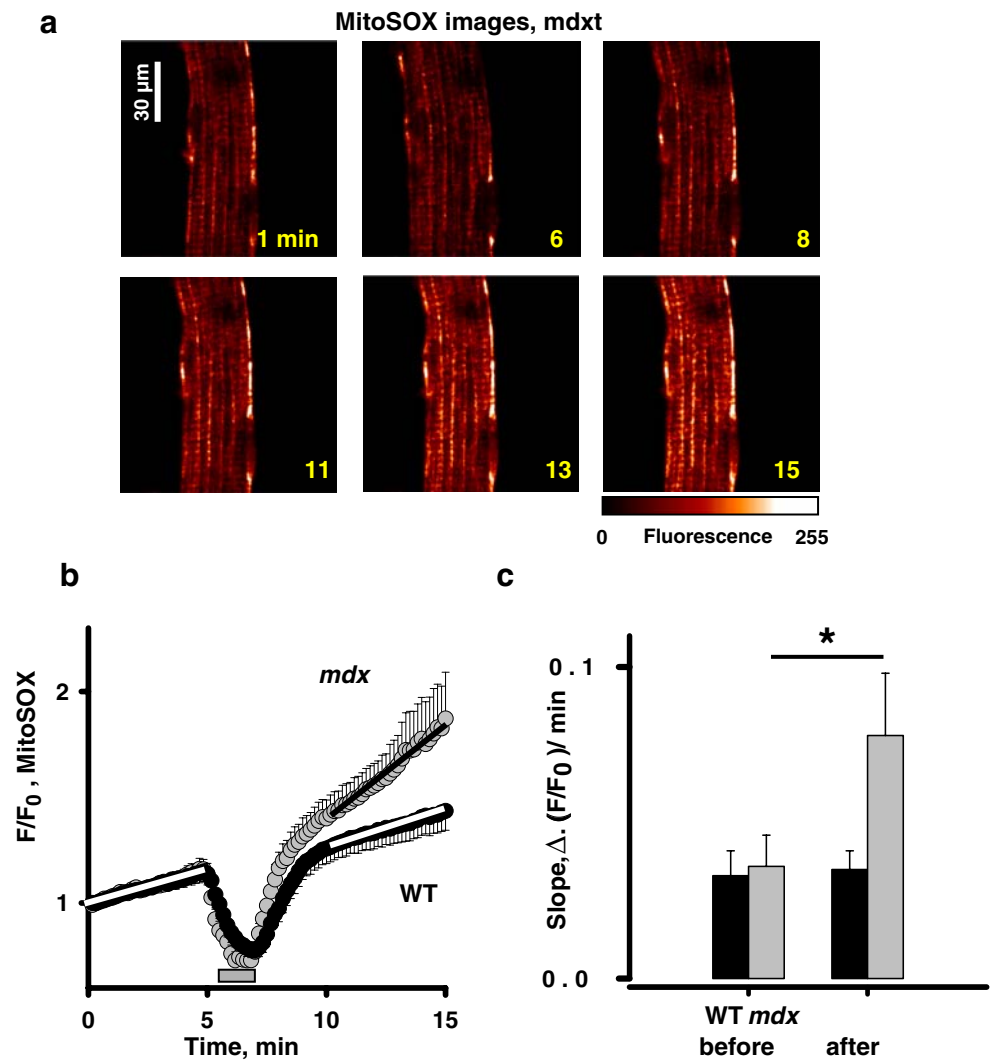 a
MitoSOX images, mdxt
30 µm
1 min
6
8
11
13
15
0 Fluorescence 255
b
c
F/F0 , MitoSOX
2
1
mdx
WT
0 5 10 15
Time, min
Slope, Δ. (F/F0 )/ min
0.1
0.0
*
WT mdx
before after